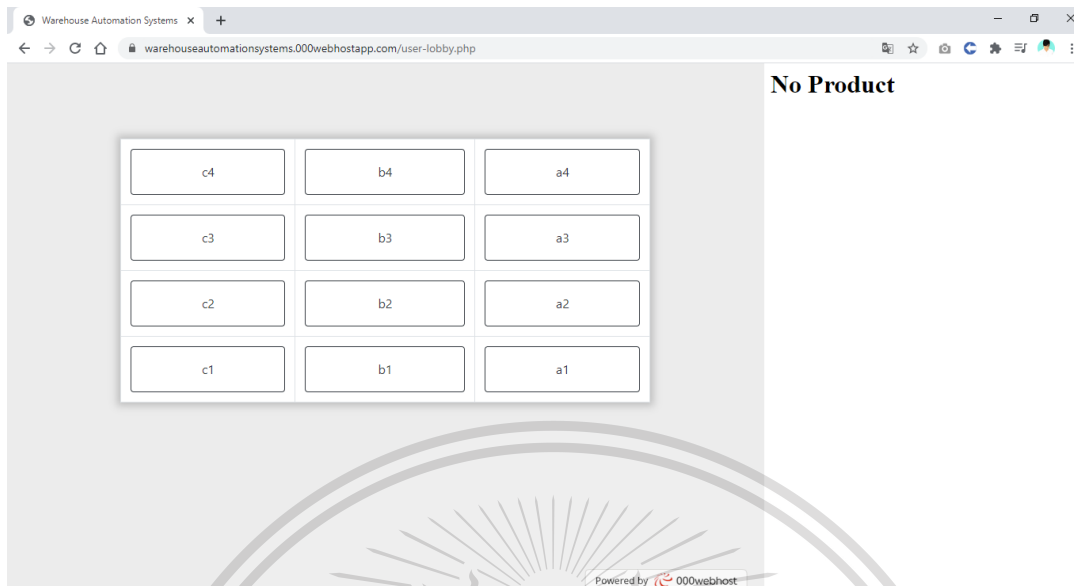 Warehouse Automation Systems
warehouseautomationsystems.000webhostapp.com/user-lobby.php
No Product
c4 b4 a4
c3 b3 a3
c2 b2 a2
c1 b1 a1
Powered by 000webhost